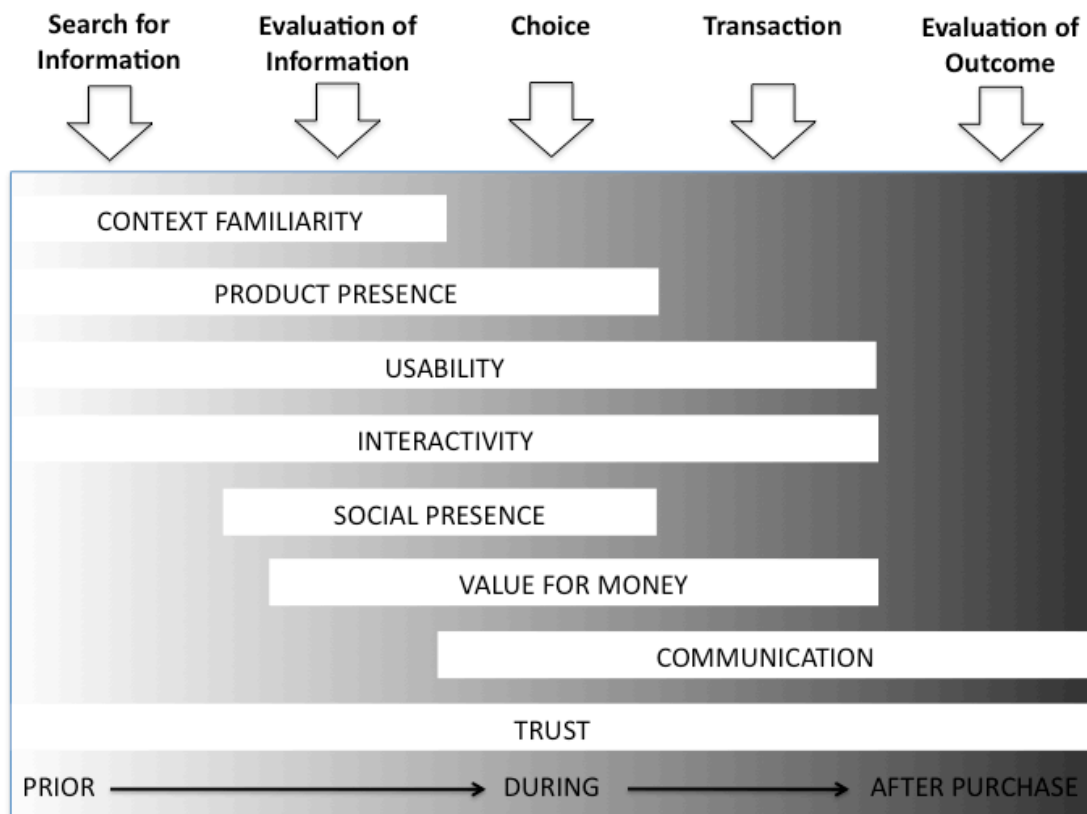 Search for
Information
Evaluation of
Information
Choice
Transaction
Evaluation of
Outcome
CONTEXT FAMILIARITY
PRODUCT PRESENCE
USABILITY
INTERACTIVITY
SOCIAL PRESENCE
VALUE FOR MONEY
COMMUNICATION
TRUST
PRIOR DURING AFTER PURCHASE